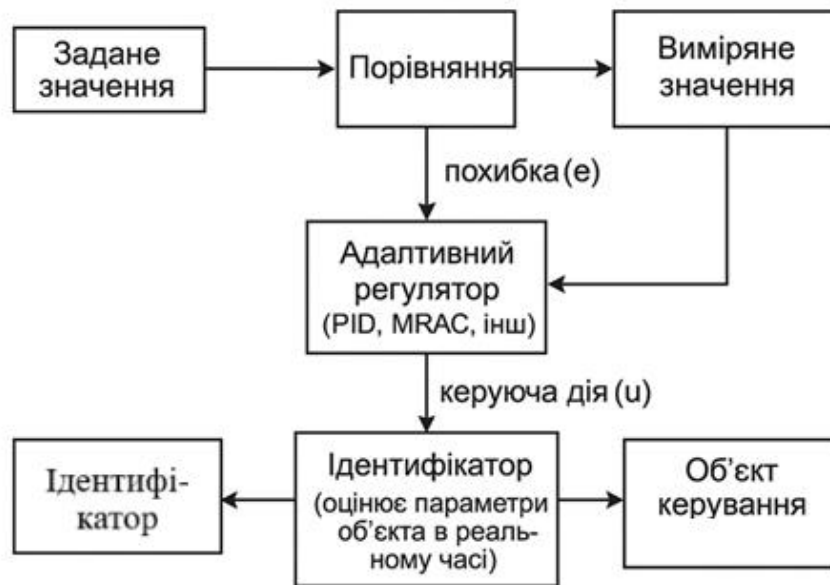 Задане
значення
Порівняння
Виміряне
значення
похибка (e)
Адалтивний
регулятор
(PID, MRAC, інш)
керуюча дія (u)
Ідентифі-
катор
Ідентифікатор
(оцінює параметри
об’єкта в реаль-
ному часі)
Об’єкт
керування